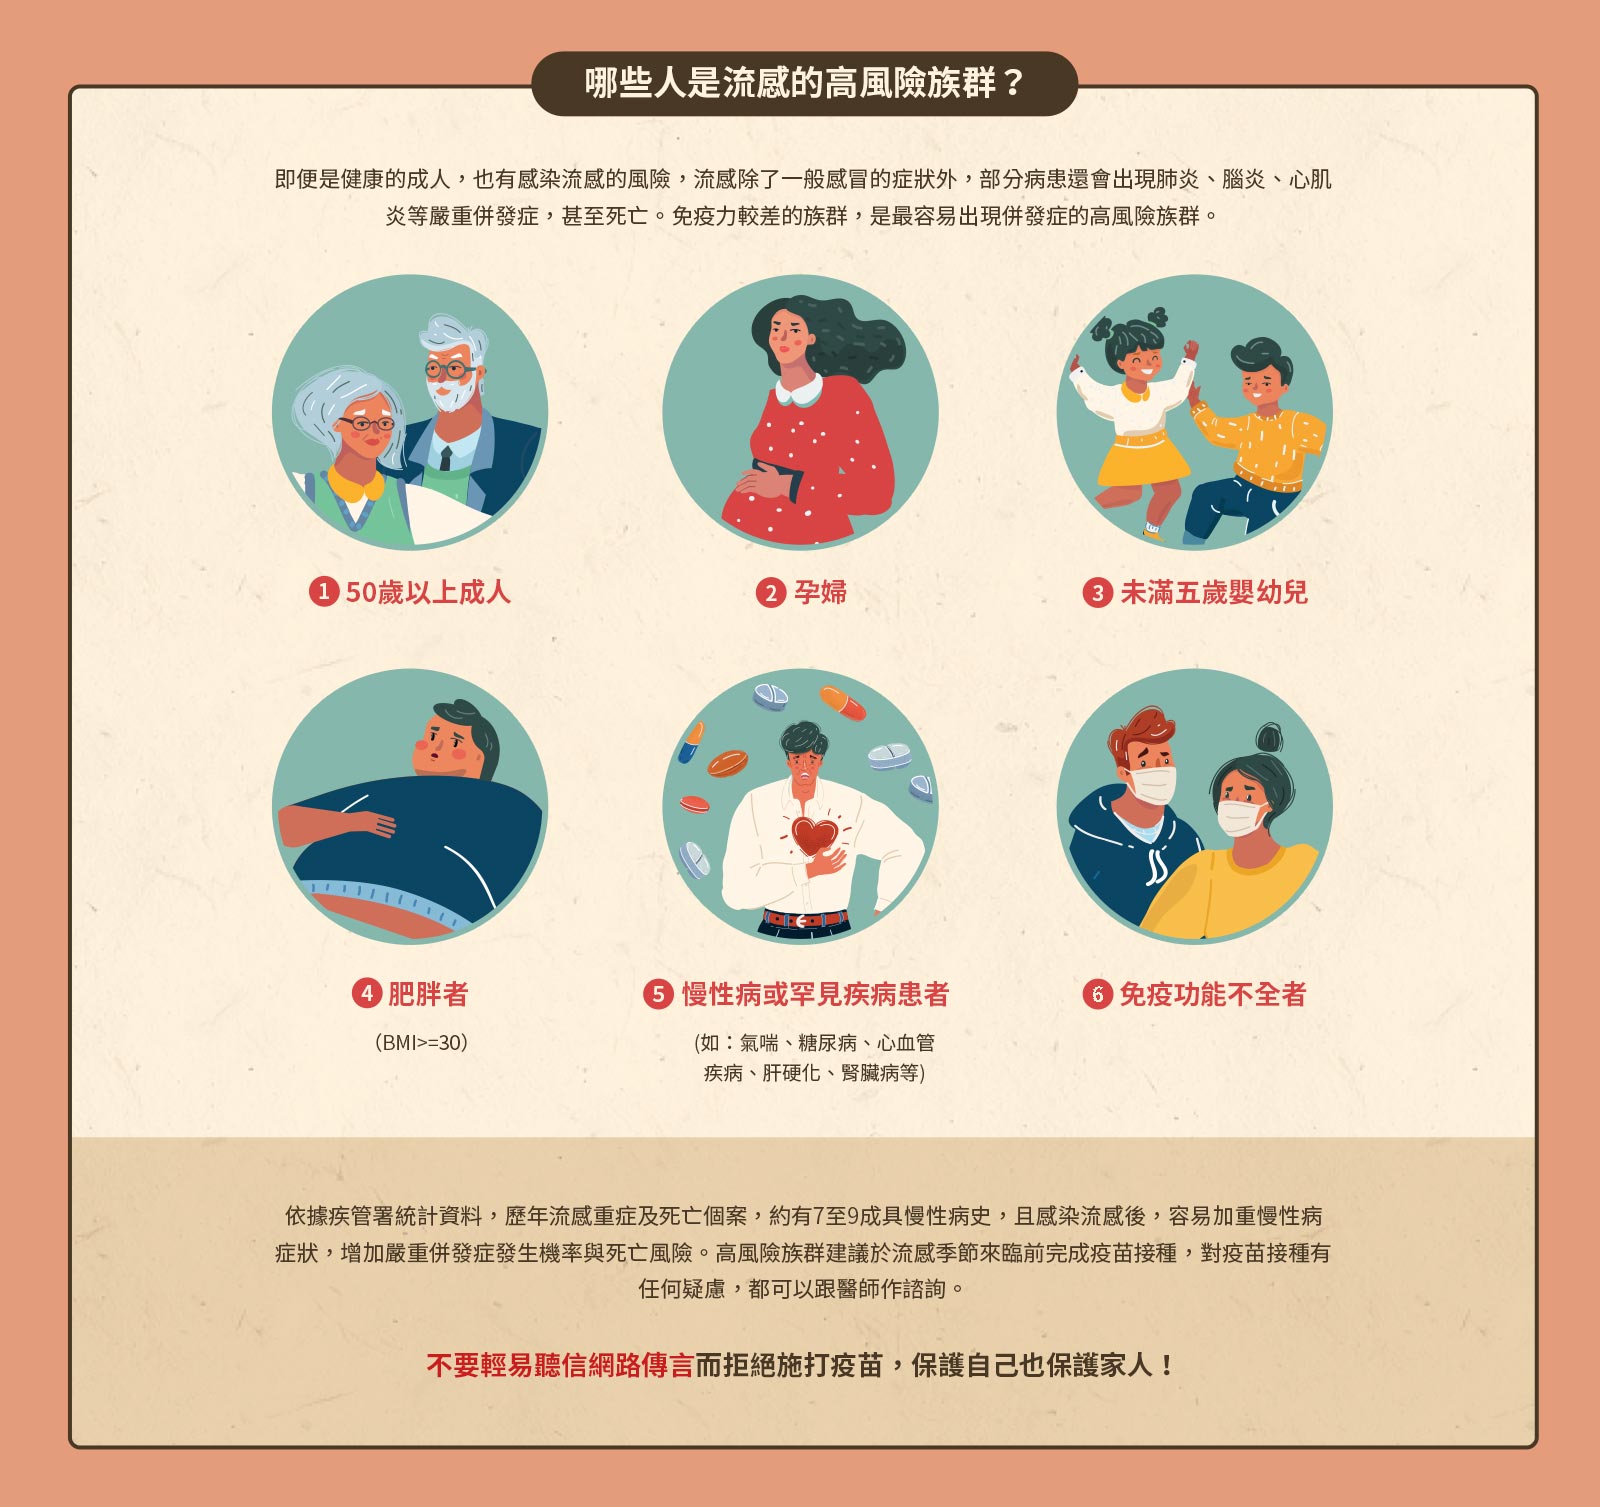 哪些人是流感的高風險族群？
即便是健康的成人，也有感染流感的風險，流感除了一般感冒的症狀外，部分病患還會出現肺炎、腦炎、心肌
炎等嚴重併發症，甚至死亡。免疫力較差的族群，是最容易出現併發症的高風險族群。
1 50歲以上成人
2 孕婦
3 未滿五歲嬰幼兒
4 肥胖者
（BMI>=30）
5 慢性病或罕見疾病患者
(如：氣喘、糖尿病、心血管
疾病、肝硬化、腎臟病等)
6 免疫功能不全者
依據疾管署統計資料，歷年流感重症及死亡個案，約有7至9成具慢性病史，且感染流感後，容易加重慢性病
症狀，增加嚴重併發症發生機率與死亡風險。高風險族群建議於流感季節來臨前完成疫苗接種，對疫苗接種有
任何疑慮，都可以跟醫師作諮詢。
不要輕易聽信網路傳言而拒絕施打疫苗，保護自己也保護家人！